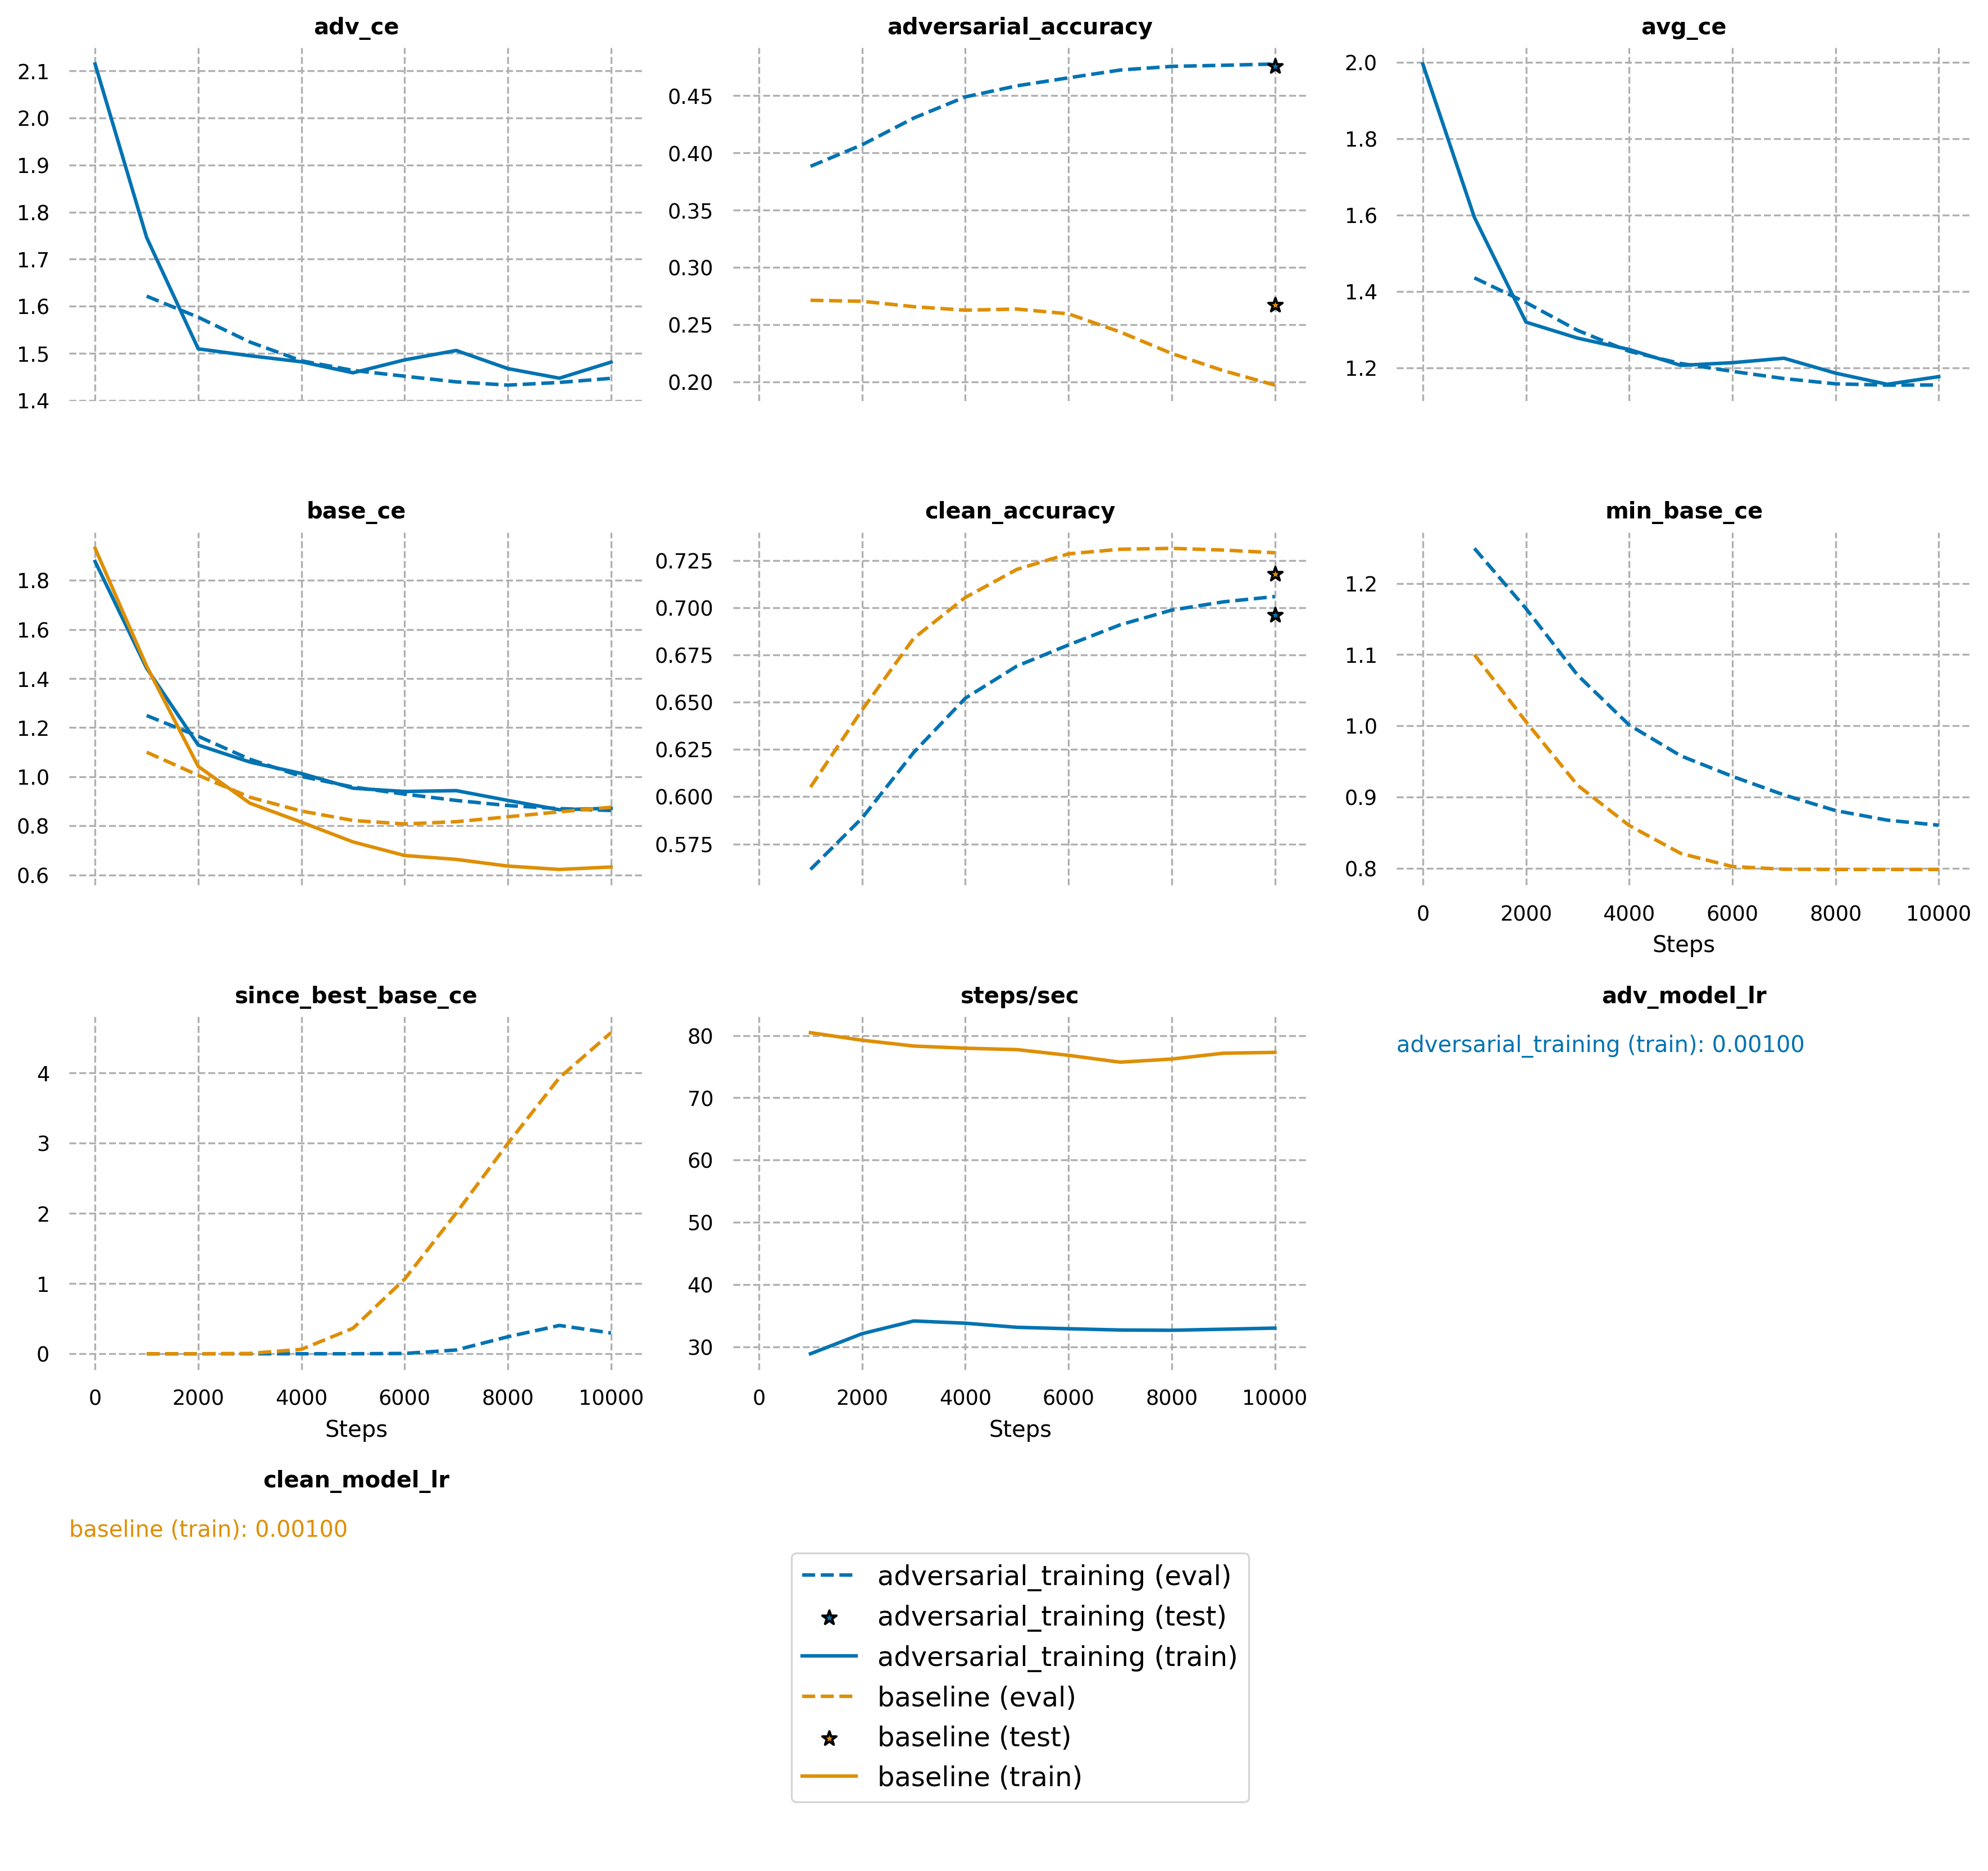 adv_ce
2.1
2.0
1.9
1.8
1.7
1.6
1.5
1.4
adversarial_accuracy
0.45
0.40
0.35
0.30
0.25
0.20
avg_ce
2.0
1.8
1.6
1.4
1.2
base_ce
1.8
1.6
1.4
1.2
1.0
0.8
0.6
clean_accuracy
0.725
0.700
0.675
0.650
0.625
0.600
0.575
min_base_ce
1.2
1.1
1.0
0.9
0.8
0 2000 4000 6000 8000 10000
Steps
since_best_base_ce
4
3
2
1
0
0 2000 4000 6000 8000 10000
Steps
steps/sec
80
70
60
50
40
30
0 2000 4000 6000 8000 10000
Steps
adv_model_lr
adversarial_training (train): 0.00100
clean_model_lr
baseline (train): 0.00100
adversarial_training (eval)
adversarial_training (test)
adversarial_training (train)
baseline (eval)
baseline (test)
baseline (train)